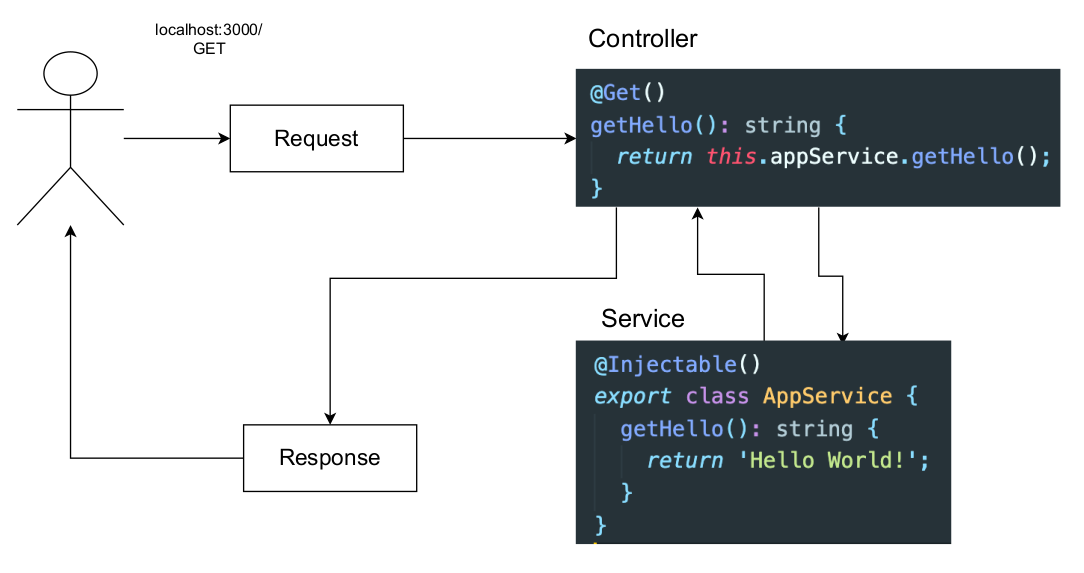 localhost:3000/
GET
Controller
Request
@Get()
getHello(): string {
return this.appService.getHello();
}
Service
@Injectable()
export class AppService {
getHello(): string {
return 'Hello World!';
}
}
Response